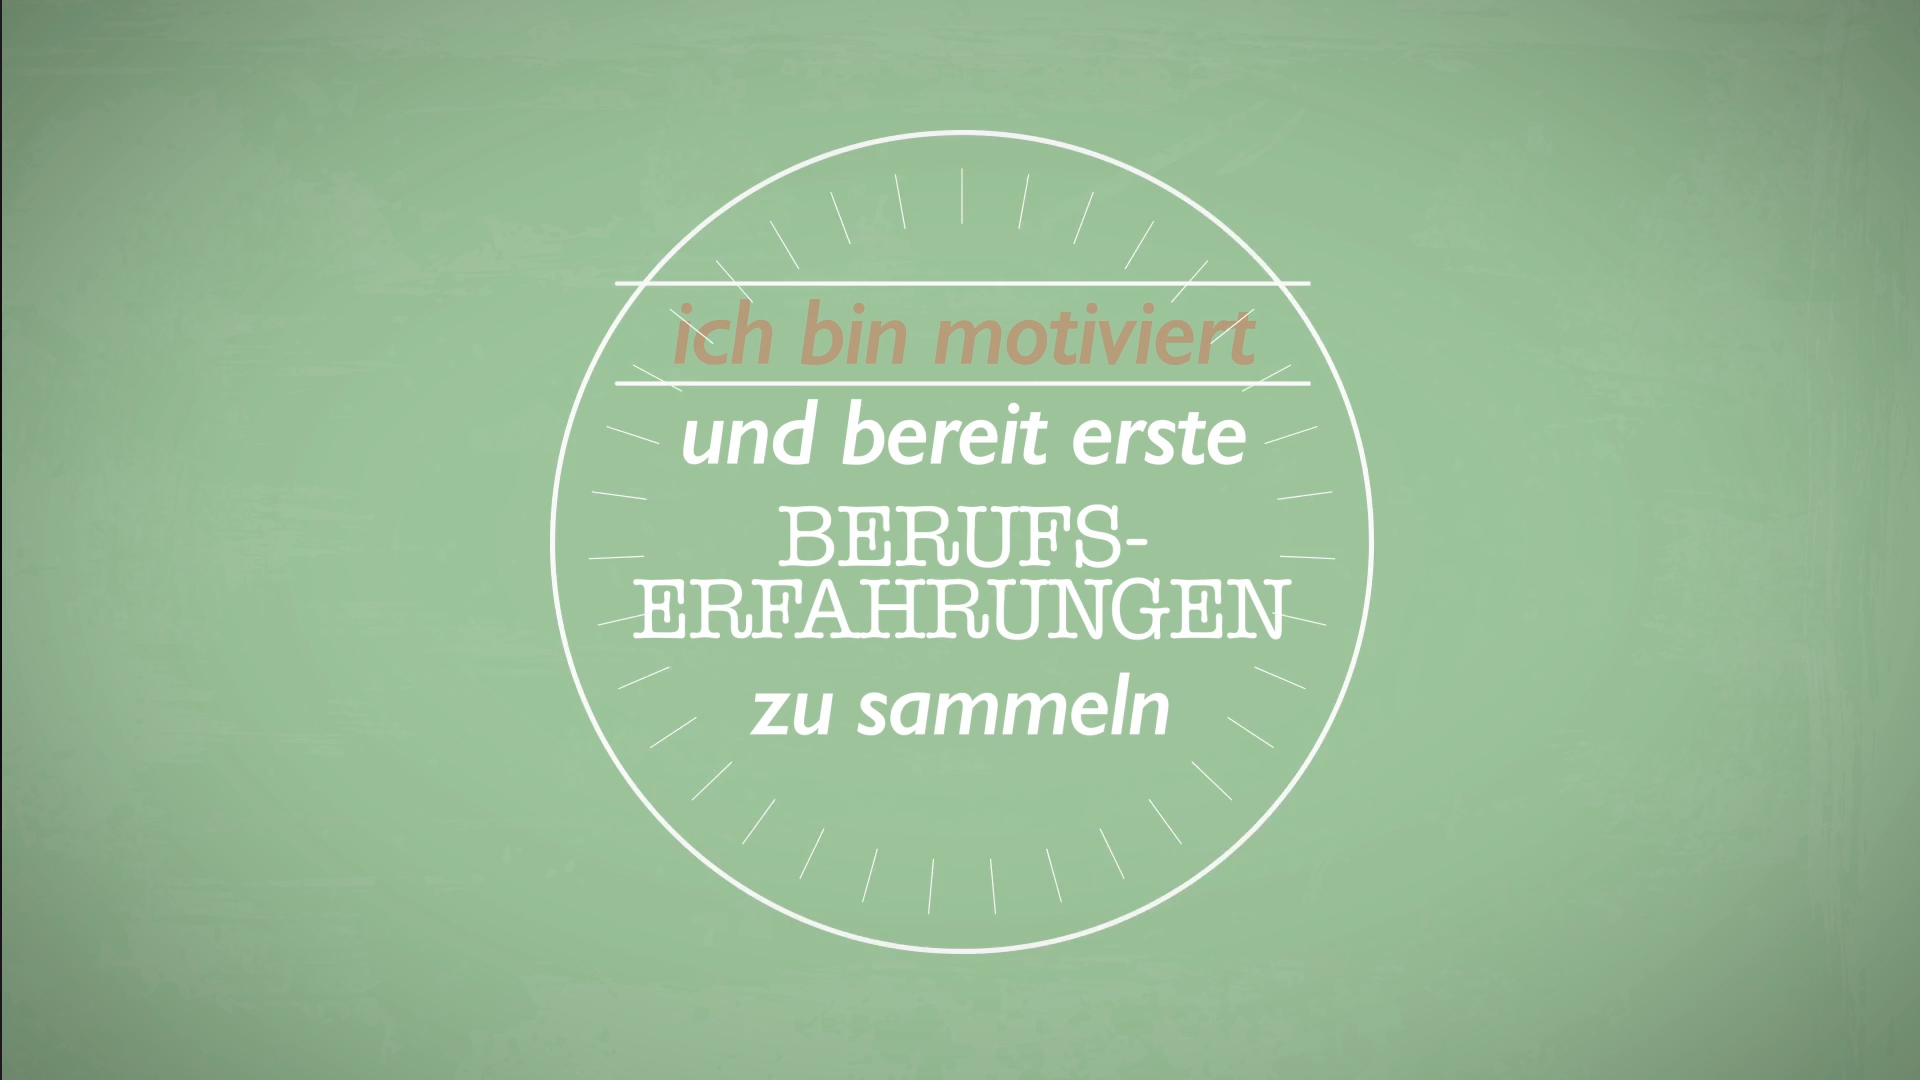 ich bin motiviert
und bereit erste
BERUFS-
ERFAHRUNGEN
zu sammeln